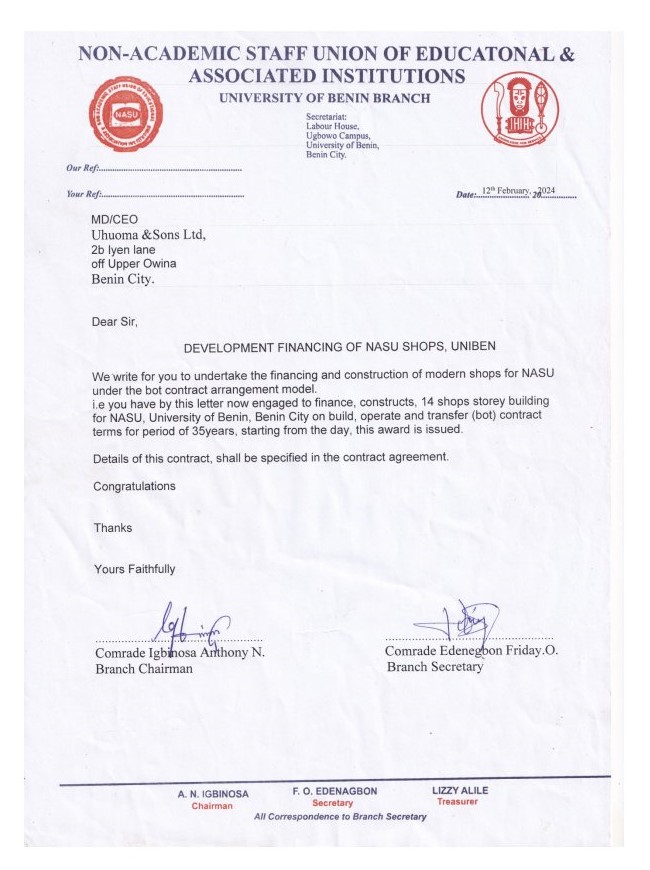 NON-ACADEMIC STAFF UNION OF EDUCATONAL &
ASSOCIATED INSTITUTIONS
UNIVERSITY OF BENIN BRANCH
NASU
Secretariat:
Labour House,
Ugbowo Campus,
University of Benin,
Benin City.
Our Ref:
Your Ref:
Date: 12th February, 2024
MD/CEO
Uhuoma &Sons Ltd,
2b Iyen lane
off Upper Owina
Benin City.
Dear Sir,
DEVELOPMENT FINANCING OF NASU SHOPS, UNIBEN
We write for you to undertake the financing and construction of modern shops for NASU
under the bot contract arrangement model.
i.e you have by this letter now engaged to finance, constructs, 14 shops storey building
for NASU, University of Benin, Benin City on build, operate and transfer (bot) contract
terms for period of 35years, starting from the day, this award is issued.
Details of this contract, shall be specified in the contract agreement.
Congratulations
Thanks
Yours Faithfully
Comrade Igbinosa Anthony N.
Branch Chairman
Comrade Edenegbon Friday.O.
Branch Secretary
A. N. IGBINOSA
Chairman
F. O. EDENAGBON
Secretary
LIZZY ALILE
Treasurer
All Correspondence to Branch Secretary